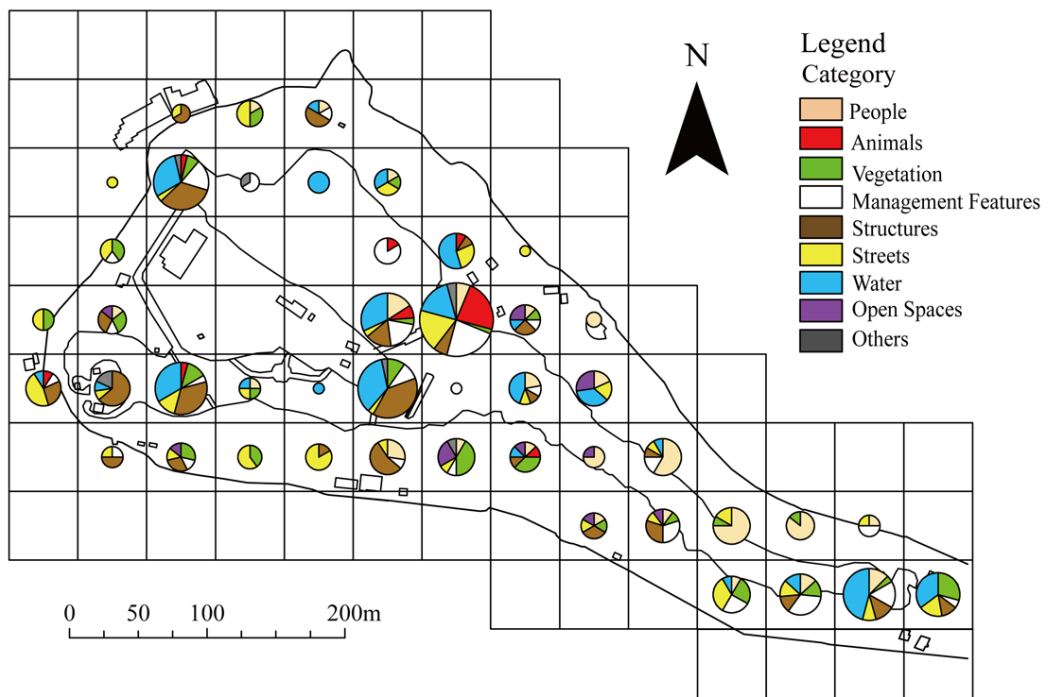 N
Legend
Category
People
Animals
Vegetation
Management Features
Structures
Streets
Water
Open Spaces
Others
0 50 100 200m